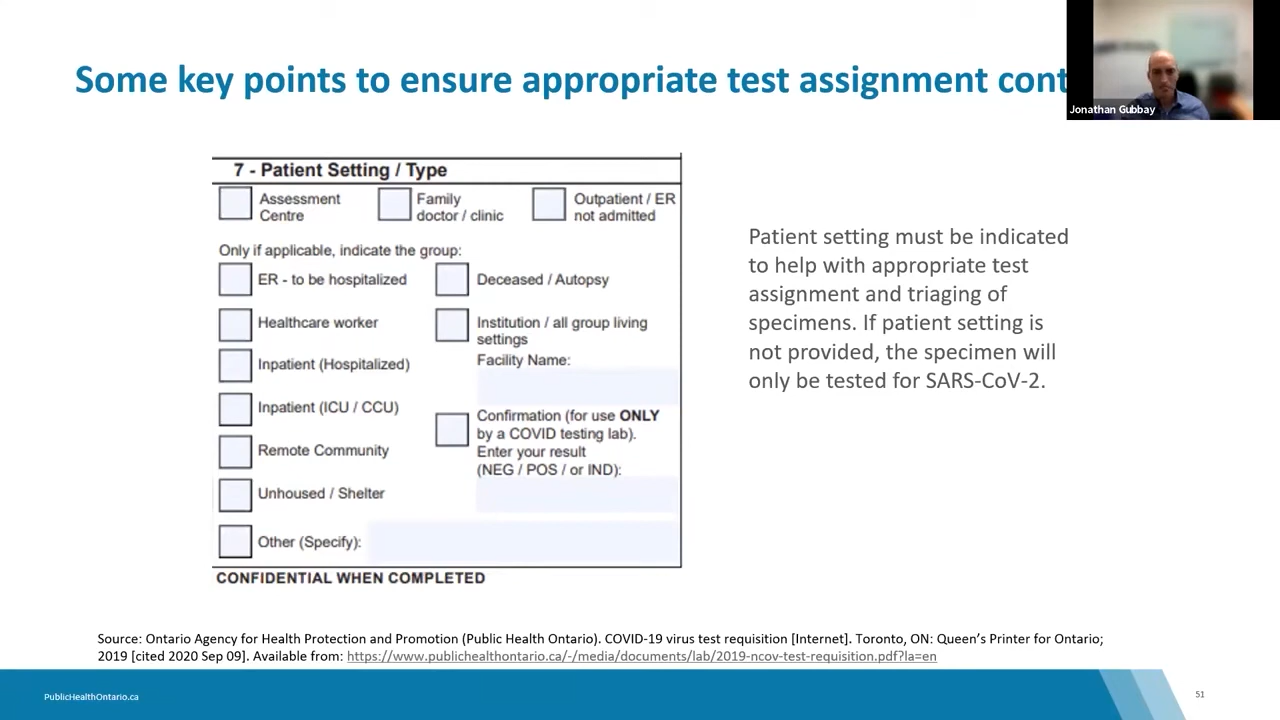 Some key points to ensure appropriate test assignment cont
Jonathan Gubbay
7 - Patient Setting / Type
Assessment Centre
Family doctor / clinic
Outpatient / ER not admitted
Only if applicable, indicate the group:
ER - to be hospitalized
Deceased / Autopsy
Healthcare worker
Institution / all group living settings
Facility Name:
Inpatient (Hospitalized)
Inpatient (ICU / CCU)
Confirmation (for use ONLY
by a COVID testing lab).
Enter your result
(NEG / POS / or IND):
Remote Community
Unhoused / Shelter
Other (Specify):
CONFIDENTIAL WHEN COMPLETED
Patient setting must be indicated
to help with appropriate test
assignment and triaging of
specimens. If patient setting is
not provided, the specimen will
only be tested for SARS-CoV-2.
Source: Ontario Agency for Health Protection and Promotion (Public Health Ontario). COVID-19 virus test requisition [Internet]. Toronto, ON: Queen's Printer for Ontario;
2019 [cited 2020 Sep 09]. Available from: https://www.publichealthontario.ca/-/media/documents/lab/2019-ncov-test-requisition.pdf?la=en
PublicHealthOntario.ca
51